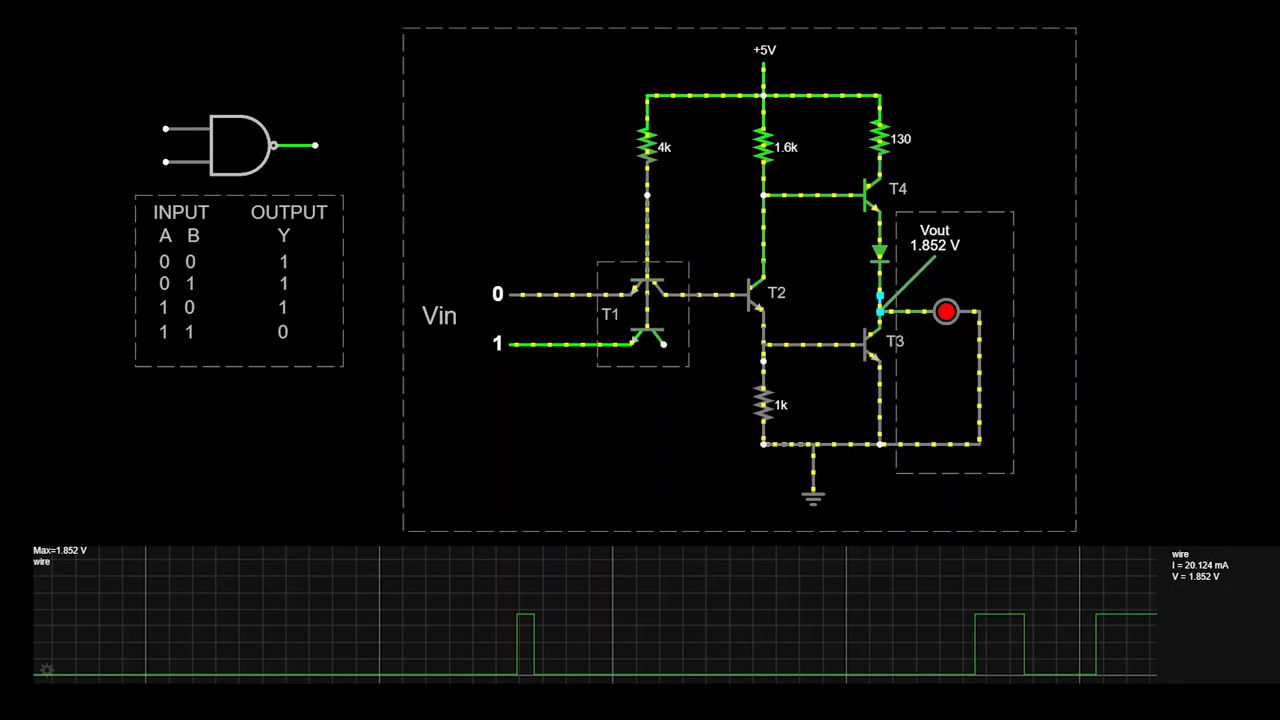 +5V
4k
1.6k
130
T4
INPUT OUTPUT
A B Y
0 0 1
0 1 1
1 0 1
1 1 0
Vout
1.852 V
Vin
0
1
T1
T2
T3
1k
Max=1.852 V
wire
wire
I = 20.124 mA
V = 1.852 V